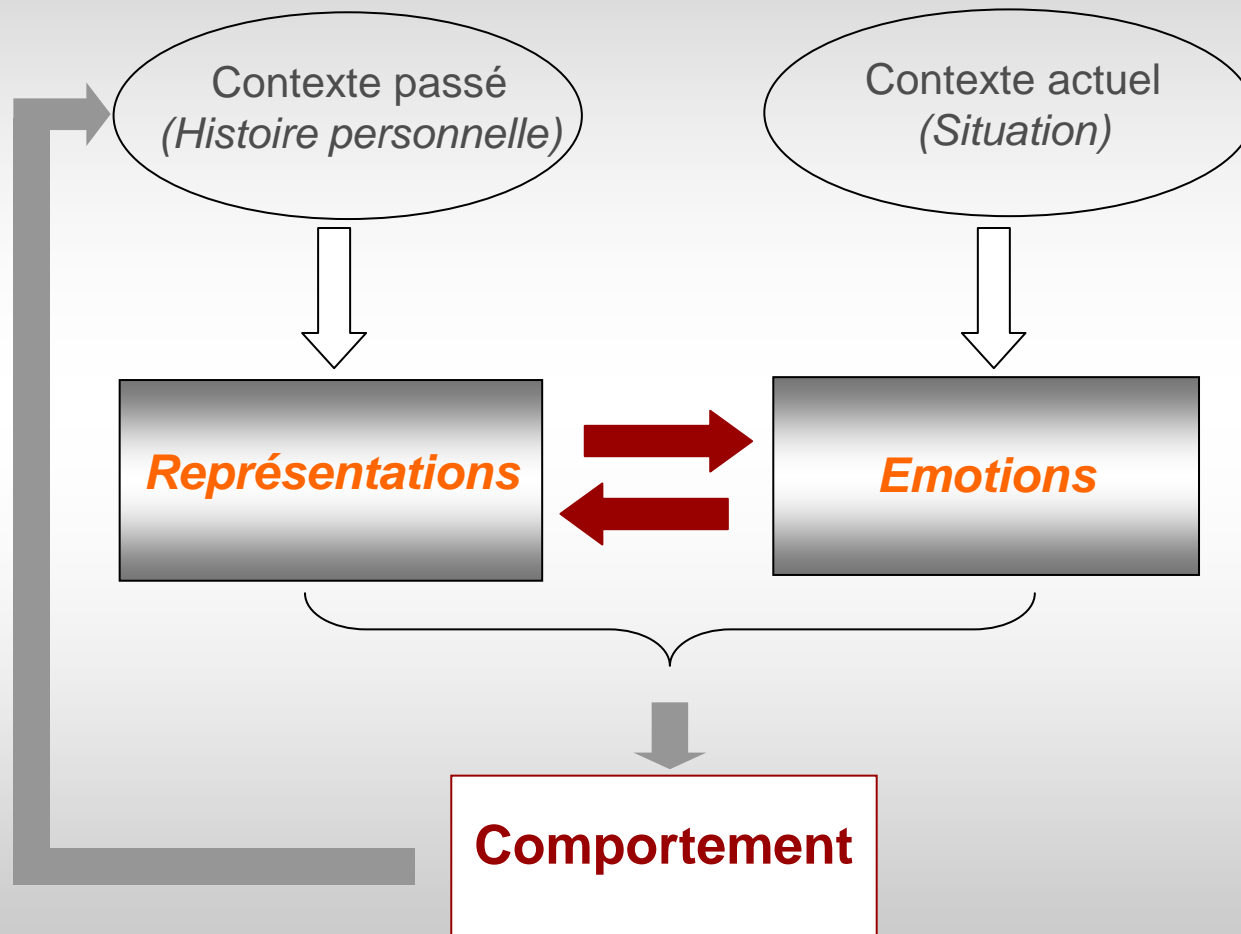 Contexte passé
(Histoire personnelle)
Contexte actuel
(Situation)
Représentations
Emotions
Comportement